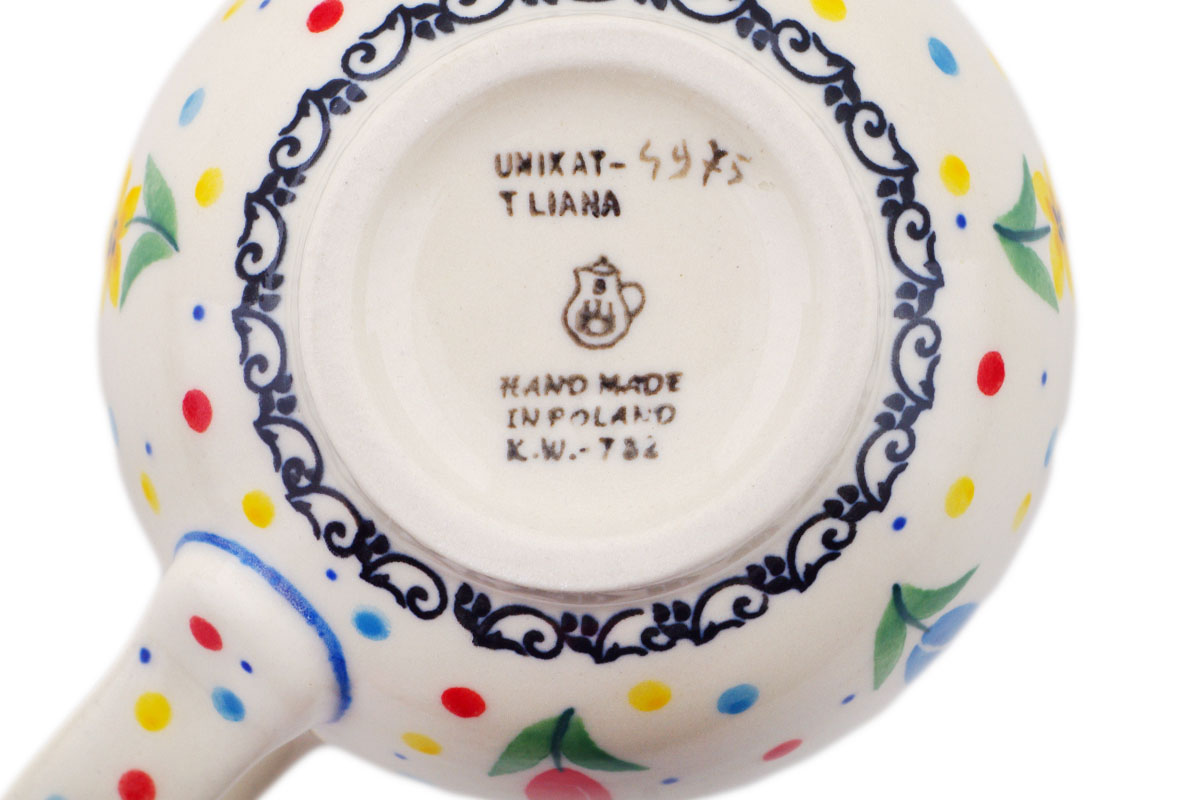 UNIKAT- 4975
T LIANA
HAND MADE
IN POLAND
K.W.- 782